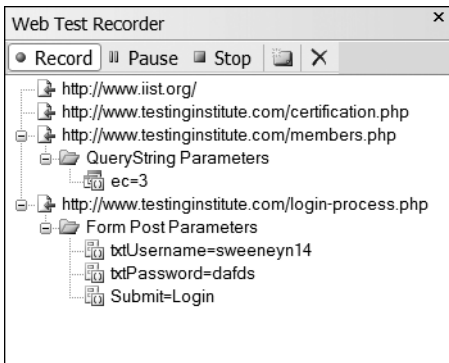 Web Test Recorder
Record Pause Stop
http://www.iist.org/
http://www.testinginstitute.com/certification.php
http://www.testinginstitute.com/members.php
QueryString Parameters
ec=3
http://www.testinginstitute.com/login-process.php
Form Post Parameters
txtUsername=sweeneyn14
txtPassword=dafds
Submit=Login